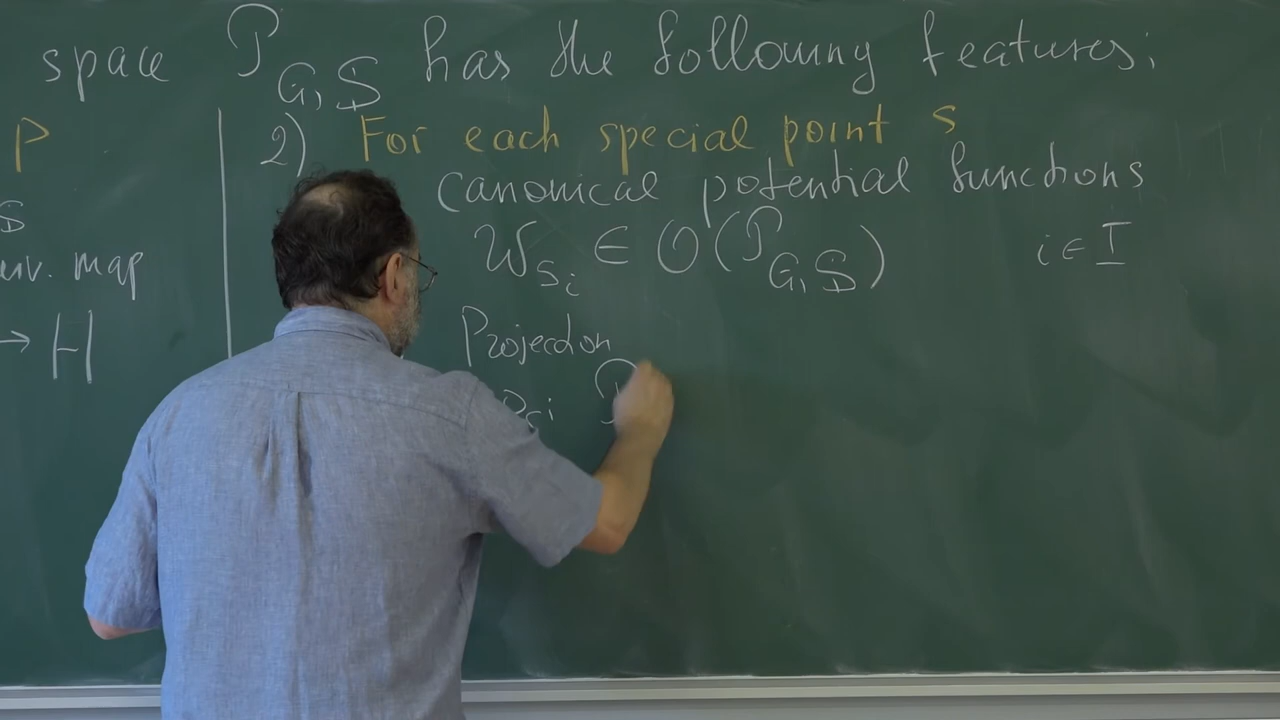 space 𝒫_{G,𝕊} has the following features:
p
𝕊
map
→ H
2) For each special point s
canonical potential functions
𝒲_{s_i} ∈ O(𝒫_{G,𝕊}) i ∈ I
Projection